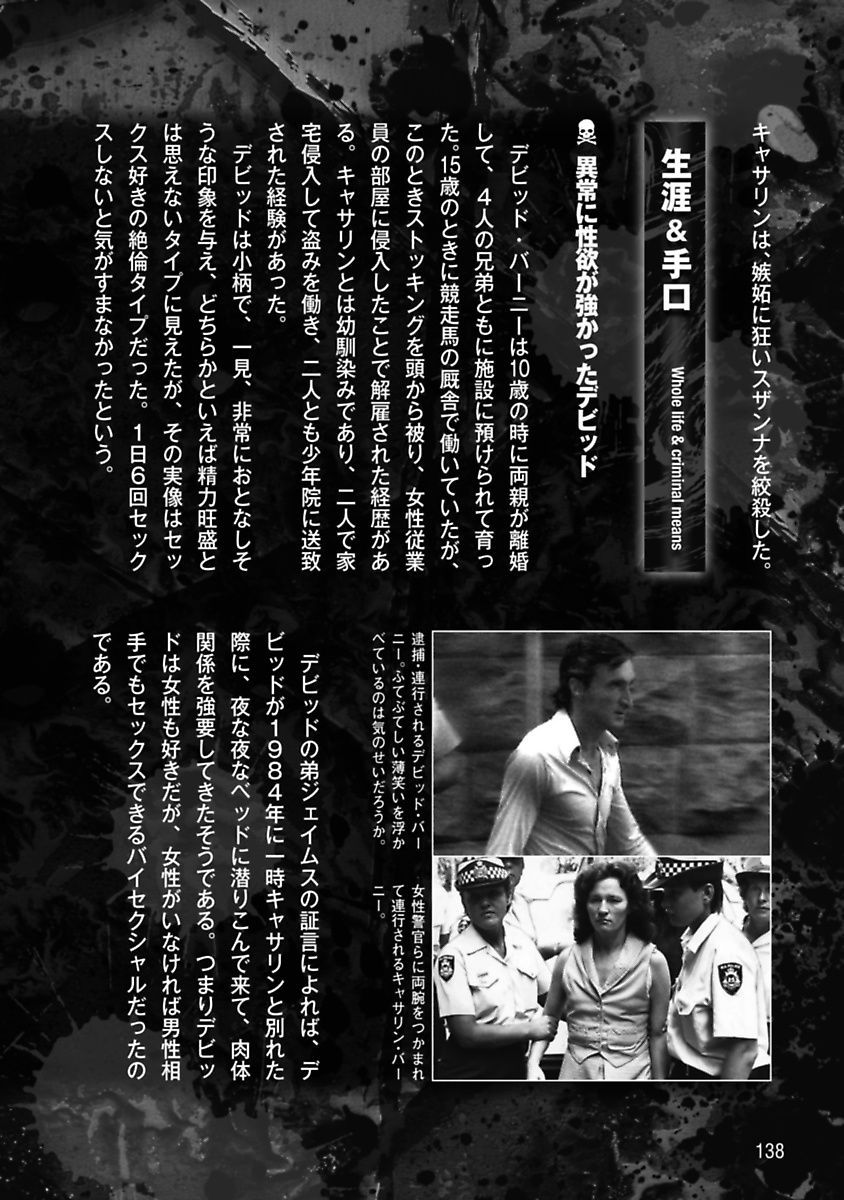 キャサリンは、嫉妬に狂いスザンナを絞殺した。
生涯＆手口 Whole life & criminal means
異常に性欲が強かったデビッド
デビッド・バーニーは10歳の時に両親が離婚
して、4人の兄弟ともに施設に預けられて育っ
た。15歳のときに競走馬の厩舎で働いていたが、
このときストッキングを頭から被り、女性従業
員の部屋に侵入したことで解雇された経歴があ
る。キャサリンとは幼馴染みであり、二人で家
宅侵入して盗みを働き、二人とも少年院に送致
された経験があった。
デビッドは小柄で、一見、非常におとなしそ
うな印象を与え、どちらかといえば精力旺盛と
は思えないタイプに見えたが、その実像はセッ
クス好きの絶倫タイプだった。1日6回セック
スしないと気がすまなかったという。
逮捕・連行されるデビッド・バー
ニー。ふてぶてしい薄笑いを浮か
べているのは気のせいだろうか。
女性警官らに両腕をつかまれ
て連行されるキャサリン・バー
ニー。
デビッドの弟ジェイムスの証言によれば、デ
ビッドが1984年に一時キャサリンと別れた
際に、夜な夜なベッドに潜りこんで来て、肉体
関係を強要してきたそうである。つまりデビッ
ドは女性も好きだが、女性がいなければ男性相
手でもセックスできるバイセクシャルだったの
である。
138